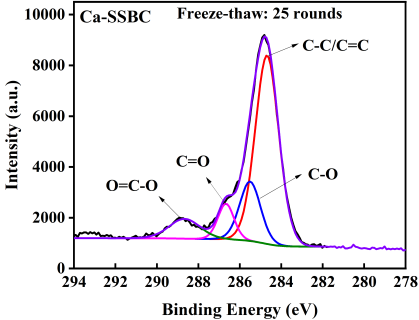 Ca-SSBC Freeze-thaw: 25 rounds
10000
8000
6000
4000
2000
0
Intensity (a.u.)
C-C/C=C
C=O
O=C-O
C-O
294 292 290 288 286 284 282 280 278
Binding Energy (eV)